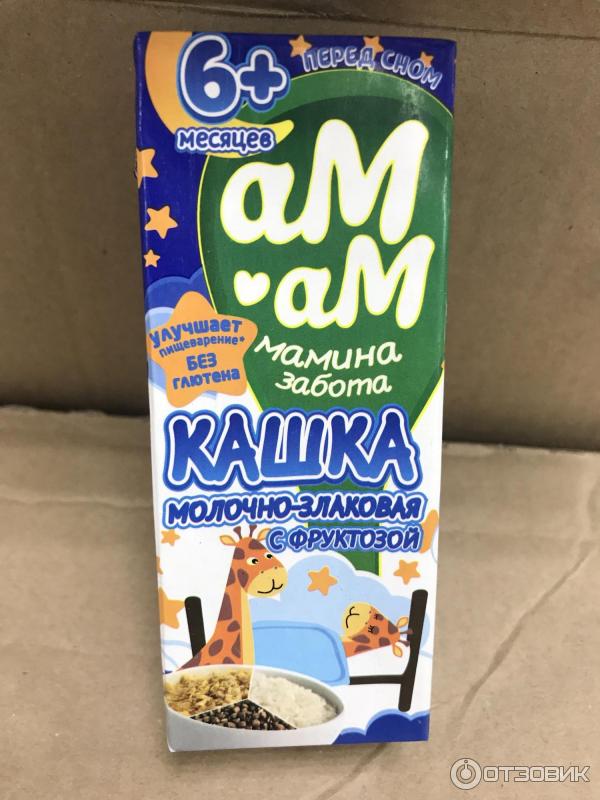 6+
месяцев
ПЕРЕД СНОМ
ам
ам
мамина
забота
улучшает
пищеварение*
БЕЗ
глютена
КАШКА
МОЛОЧНО-ЗЛАКОВАЯ
С ФРУКТОЗОЙ
ОТЗОВИК